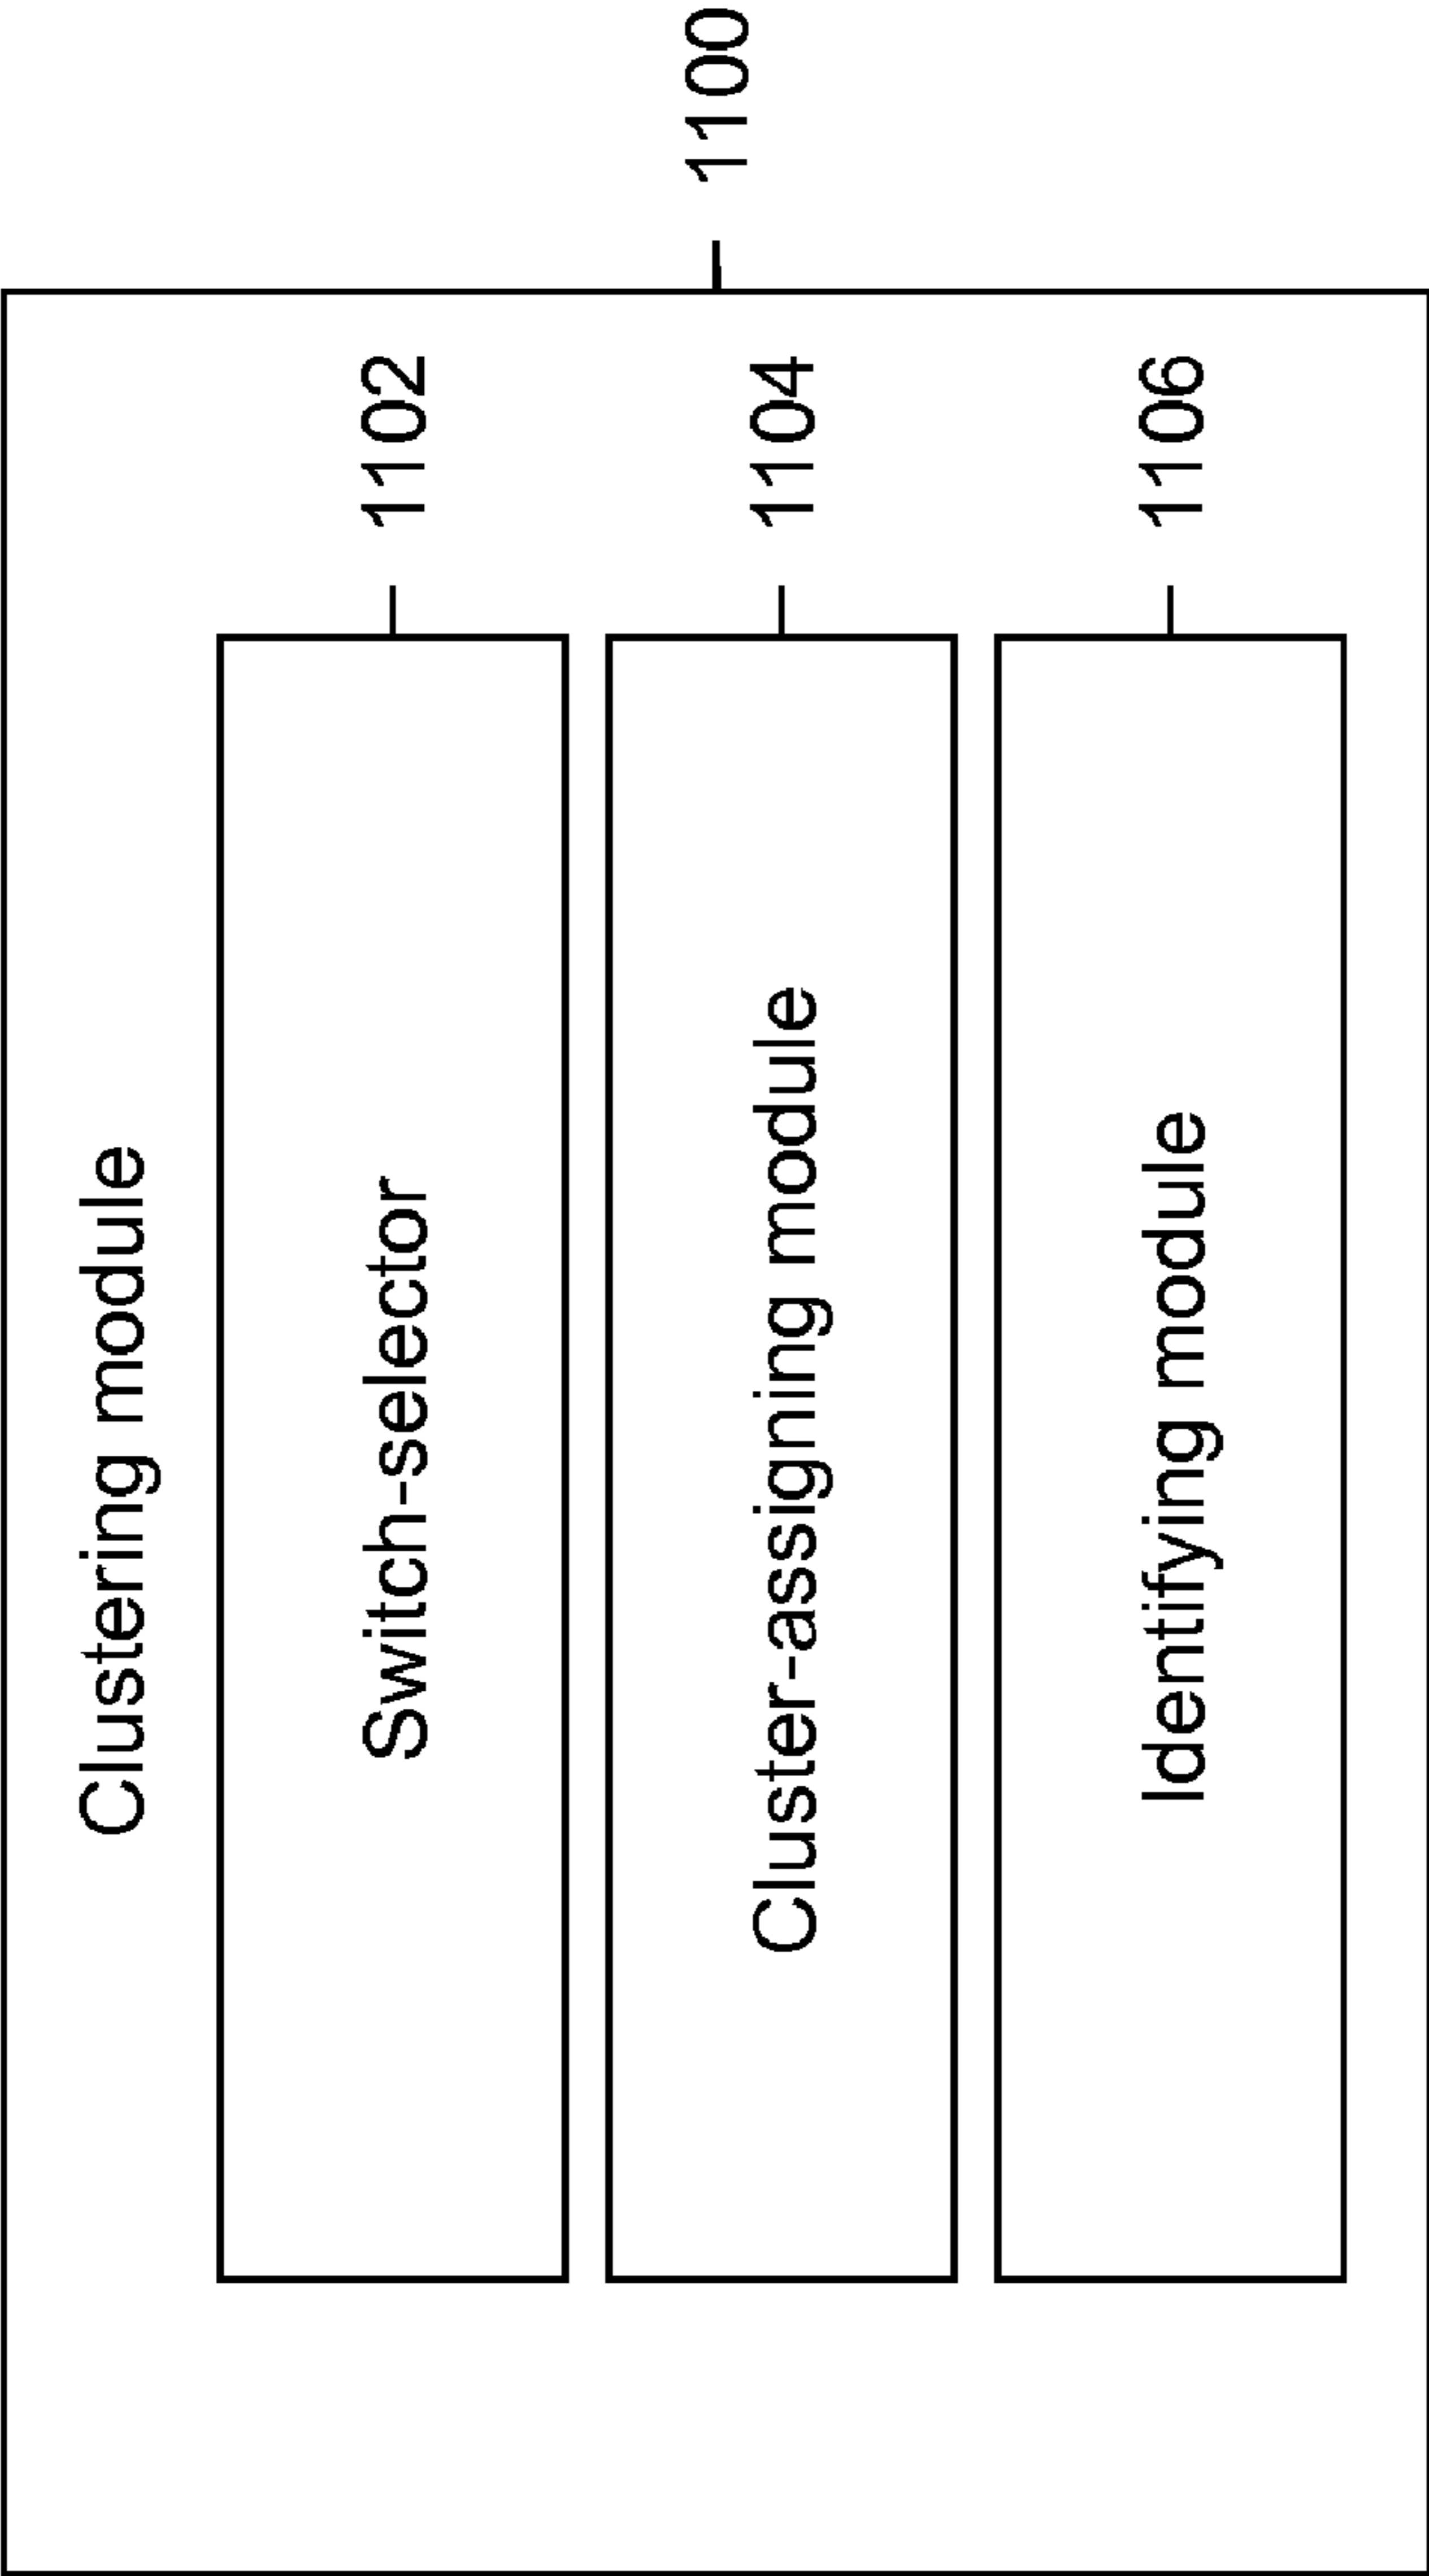 Clustering module
Switch-selector
1102
Cluster-assigning module
1104
Identifying module
1106
1100